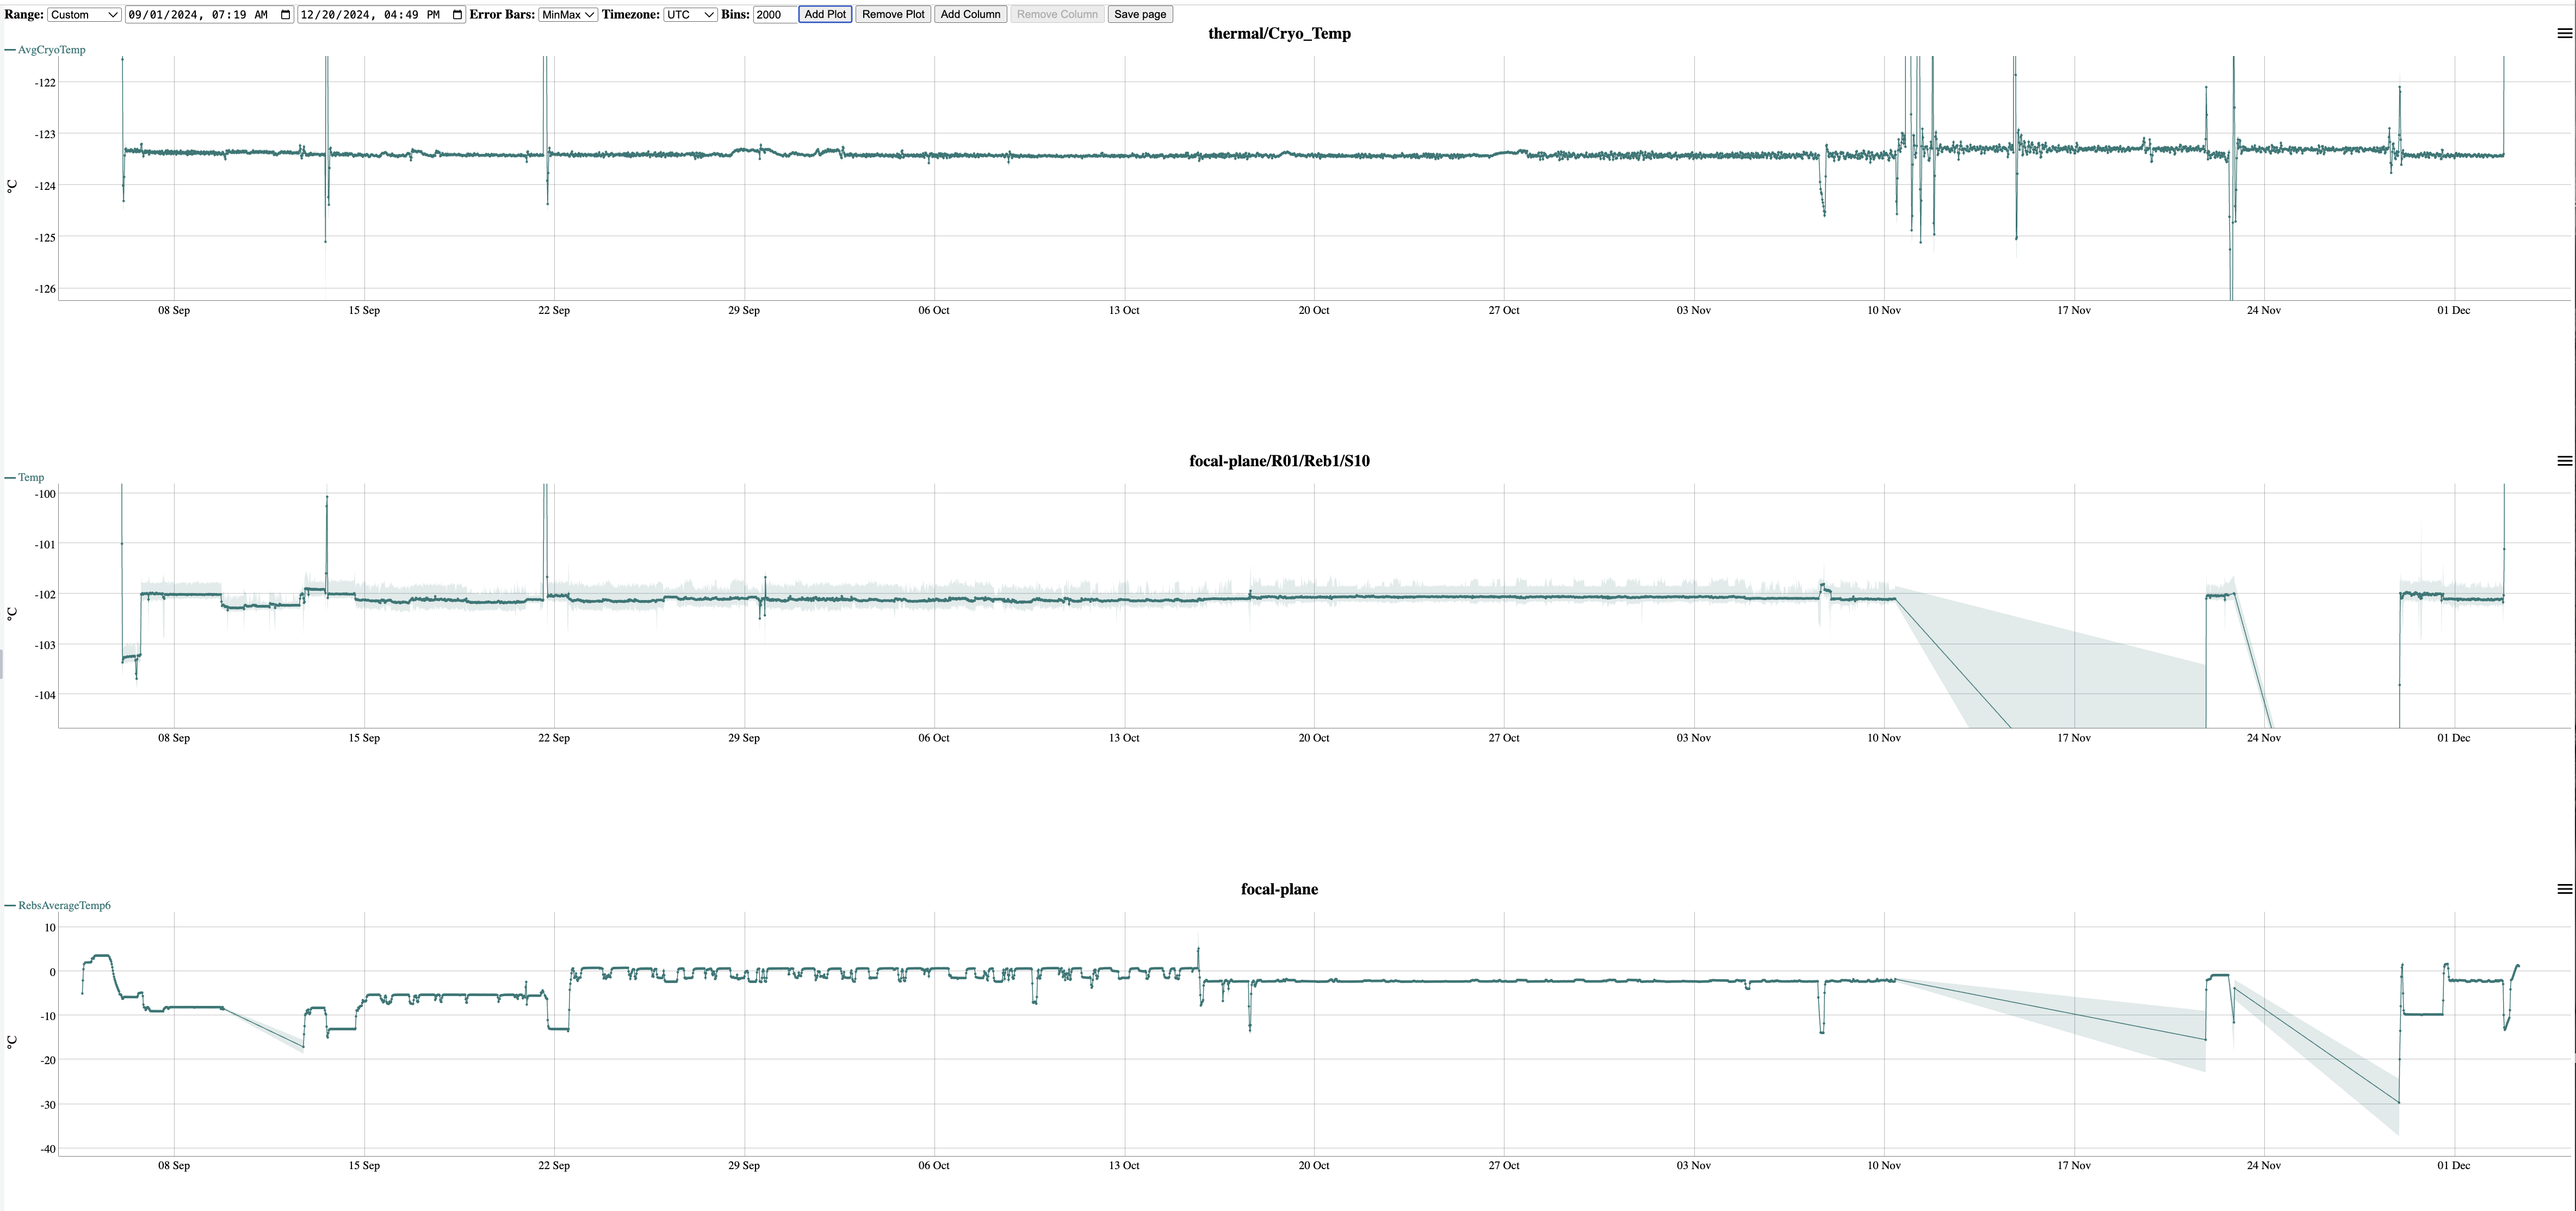 Range: Custom 09/01/2024, 07:19 AM 12/20/2024, 04:49 PM Error Bars: MinMax Timezone: UTC Bins: 2000 Add Plot Remove Plot Add Column Remove Column Save page
thermal/Cryo_Temp
AvgCryoTemp
-122
-123
-124
-125
-126
°C
08 Sep 15 Sep 22 Sep 29 Sep 06 Oct 13 Oct 20 Oct 27 Oct 03 Nov 10 Nov 17 Nov 24 Nov 01 Dec
focal-plane/R01/Reb1/S10
Temp
-100
-101
-102
-103
-104
°C
08 Sep 15 Sep 22 Sep 29 Sep 06 Oct 13 Oct 20 Oct 27 Oct 03 Nov 10 Nov 17 Nov 24 Nov 01 Dec
focal-plane
RebsAverageTemp6
10
0
-10
-20
-30
-40
°C
08 Sep 15 Sep 22 Sep 29 Sep 06 Oct 13 Oct 20 Oct 27 Oct 03 Nov 10 Nov 17 Nov 24 Nov 01 Dec